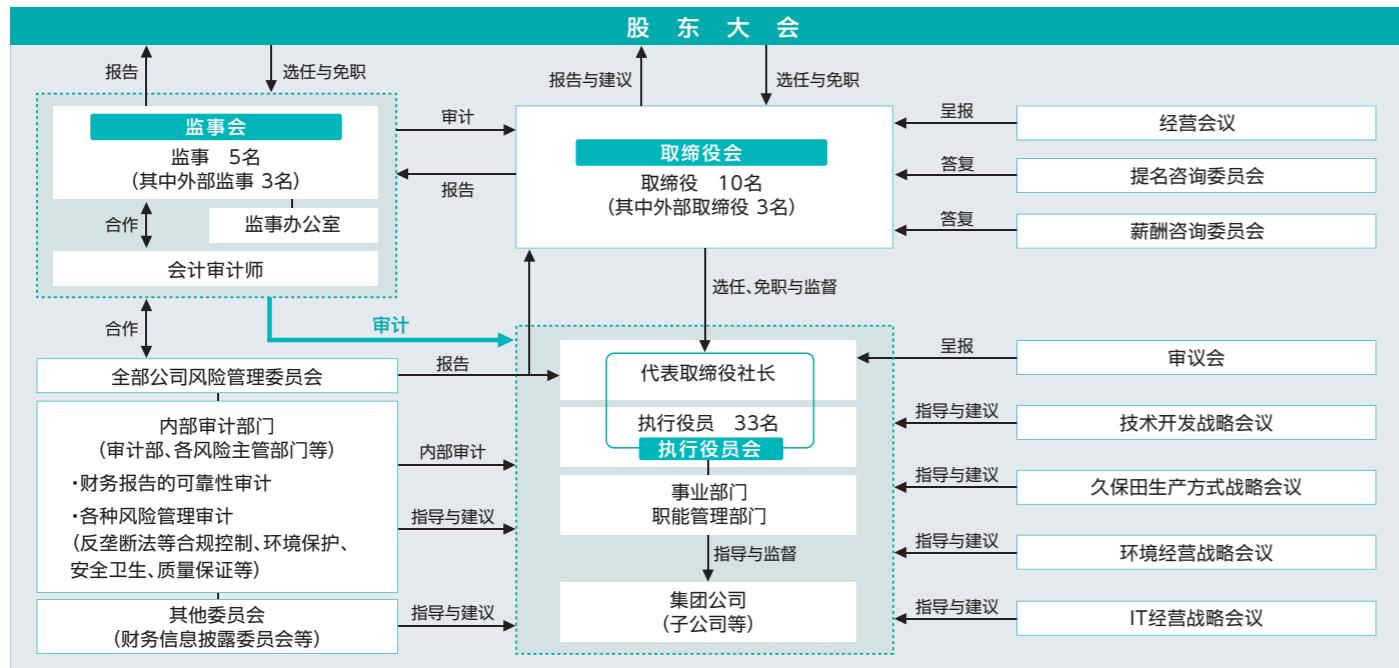 股 东 大 会
报告
选任与免职
报告与建议
选任与免职
监事会
监事 5名
(其中外部监事 3名)
合作
监事办公室
会计审计师
审计
报告
取缔役会
取缔役 10名
(其中外部取缔役 3名)
呈报
经营会议
答复
提名咨询委员会
答复
薪酬咨询委员会
选任、免职与监督
合作
审计
全部公司风险管理委员会
报告
代表取缔役社长
呈报
审议会
内部审计部门
(审计部、各风险主管部门等)
·财务报告的可靠性审计
·各种风险管理审计
(反垄断法等合规控制、环境保护、
安全卫生、质量保证等)
内部审计
指导与建议
执行役员 33名
执行役员会
事业部门
职能管理部门
指导与监督
集团公司
(子公司等)
指导与建议
技术开发战略会议
指导与建议
久保田生产方式战略会议
指导与建议
环境经营战略会议
指导与建议
IT经营战略会议
其他委员会
(财务信息披露委员会等)
指导与建议